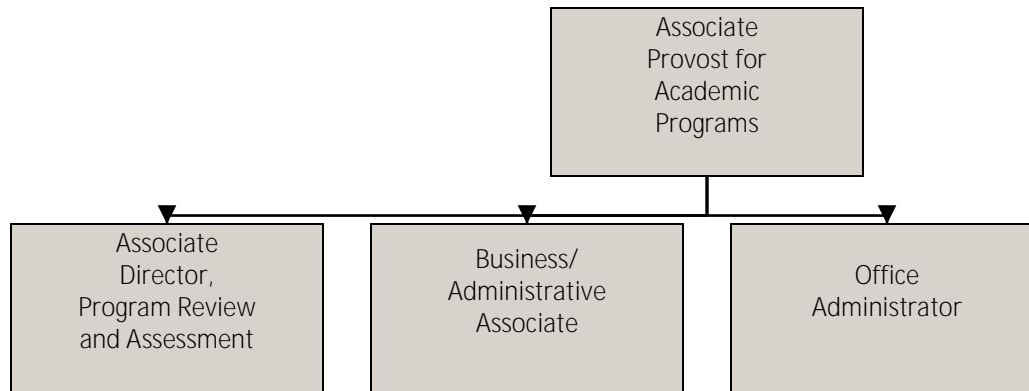 Associate
Provost for
Academic
Programs
Associate
Director,
Program Review
and Assessment
Business/
Administrative
Associate
Office
Administrator